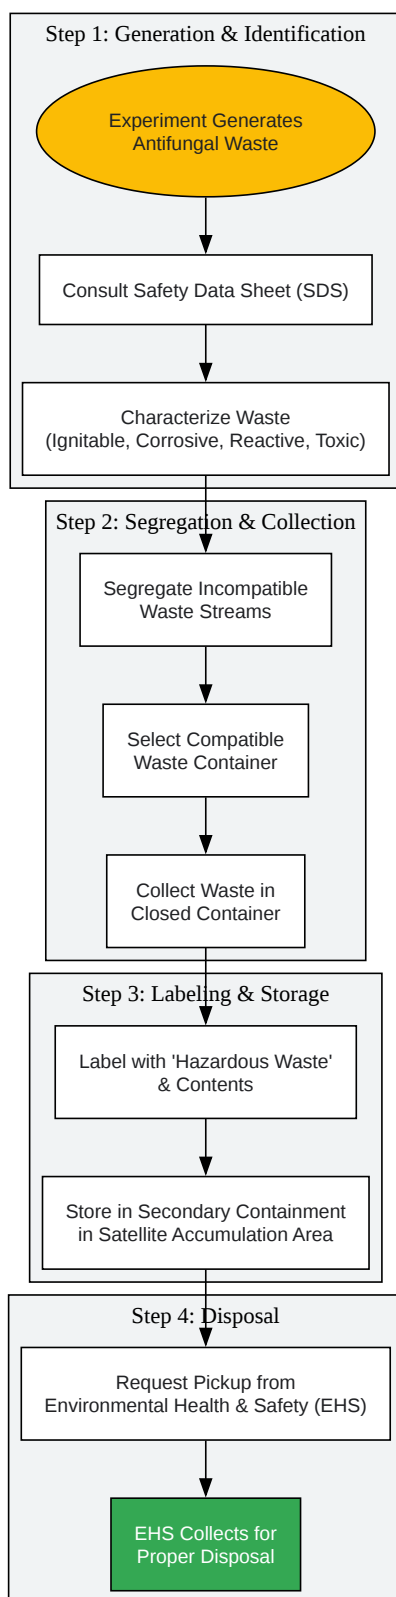 Step 1: Generation & Identification
Experiment Generates
Antifungal Waste
Consult Safety Data Sheet (SDS)
Characterize Waste
(Ignitable, Corrosive, Reactive, Toxic)
Step 2: Segregation & Collection
Segregate Incompatible
Waste Streams
Select Compatible
Waste Container
Collect Waste in
Closed Container
Step 3: Labeling & Storage
Label with 'Hazardous Waste'
& Contents
Store in Secondary Containment
in Satellite Accumulation Area
Step 4: Disposal
Request Pickup from
Environmental Health & Safety (EHS)
EHS Collects for
Proper Disposal